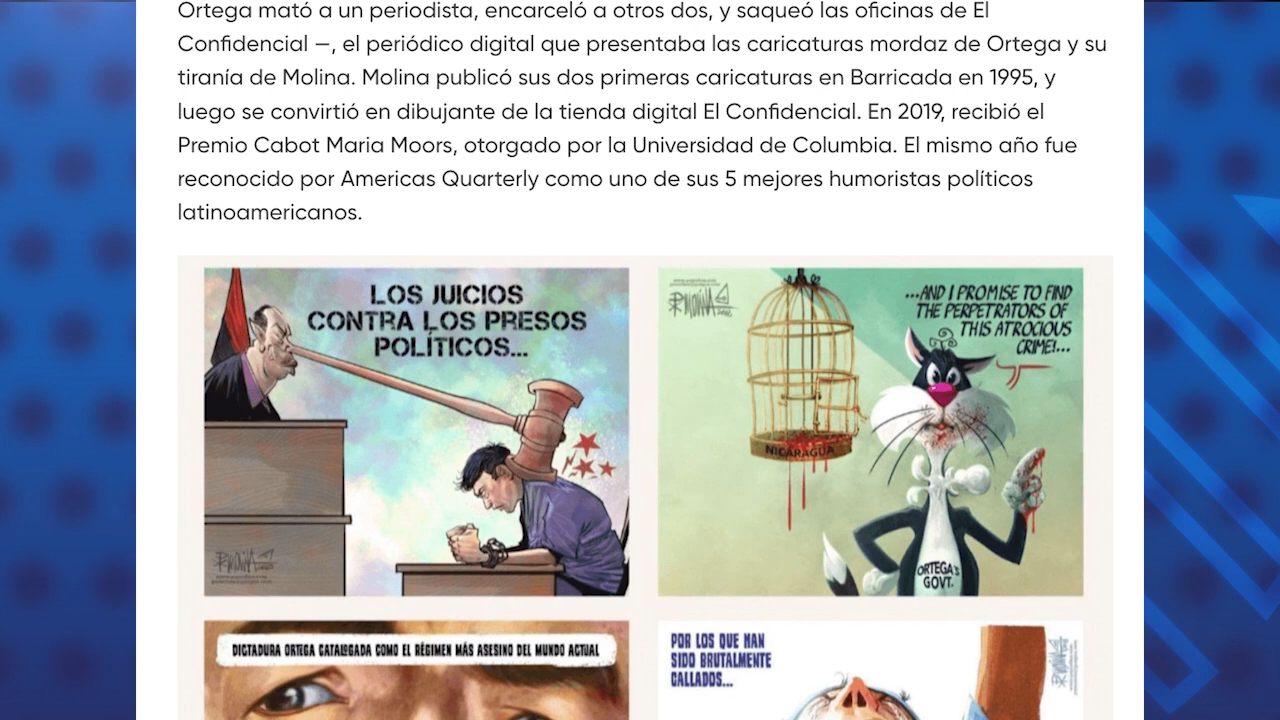 Ortega mató a un periodista, encarceló a otros dos, y saqueó las oficinas de El
Confidencial —, el periódico digital que presentaba las caricaturas mordaz de Ortega y su
tiranía de Molina. Molina publicó sus dos primeras caricaturas en Barricada en 1995, y
luego se convirtió en dibujante de la tienda digital El Confidencial. En 2019, recibió el
Premio Cabot Maria Moors, otorgado por la Universidad de Columbia. El mismo año fue
reconocido por Americas Quarterly como uno de sus 5 mejores humoristas políticos
latinoamericanos.
LOS JUICIOS
CONTRA LOS PRESOS
POLÍTICOS...
...AND I PROMISE TO FIND
THE PERPETRATORS OF
THIS ATROCIOUS
CRIME!...
NICARAGUA
ORTEGA'S
GOVT.
DICTADURA ORTEGA CATALOGADA COMO EL RÉGIMEN MÁS ASESINO DEL MUNDO ACTUAL
POR LOS QUE HAN
SIDO BRUTALMENTE
CALLADOS...